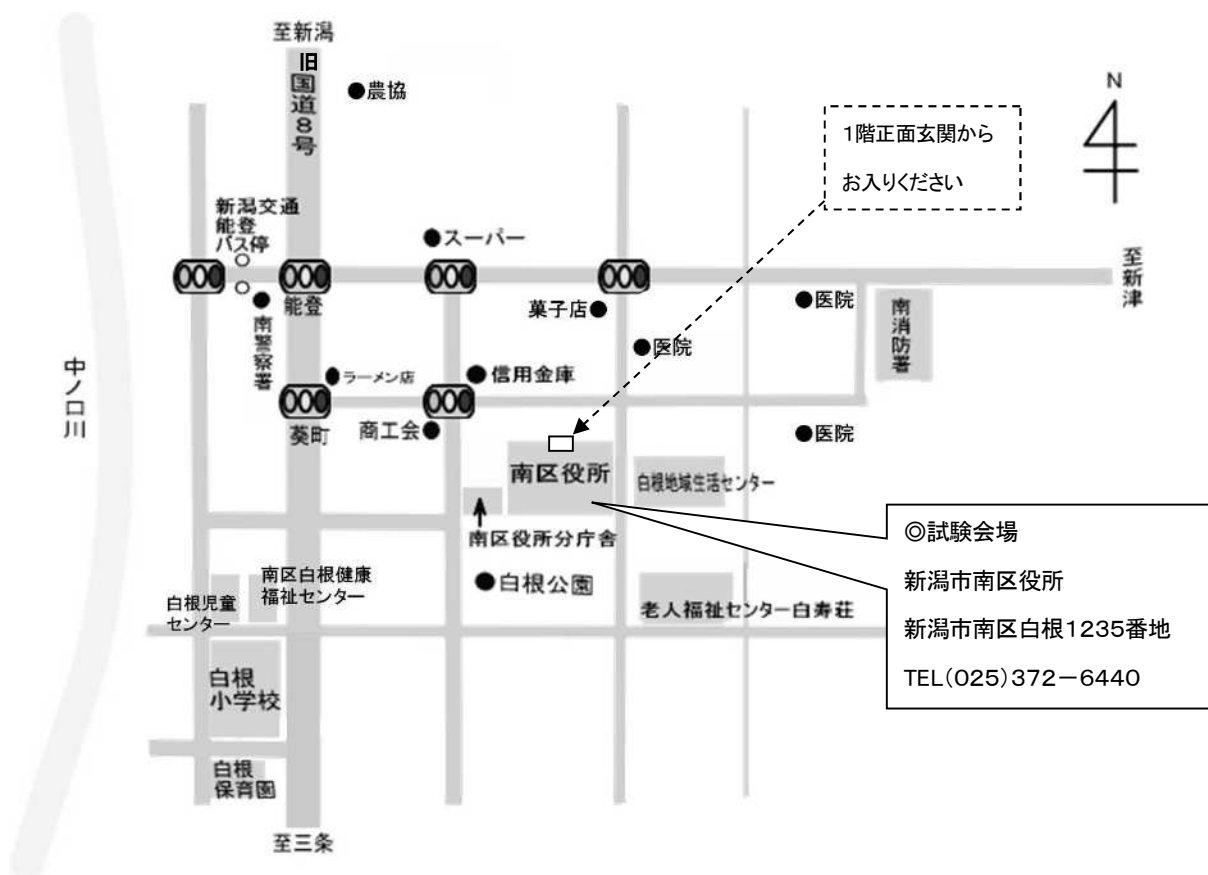 至新潟
旧
国道8号
●農協
N
1階正面玄関から
お入りください
新潟交通
能登
バス停
●スーパー
至新津
能登
菓子店●
●医院
南消防署
南警察署
●医院
中ノ口川
●ラーメン店
●信用金庫
葵町
商工会●
●医院
南区役所
白根地域生活センター
南区役所分庁舎
◎試験会場
新潟市南区役所
新潟市南区白根1235番地
TEL(025)372－6440
南区白根健康
福祉センター
●白根公園
白根児童
センター
老人福祉センター白寿荘
白根
小学校
白根
保育園
至三条